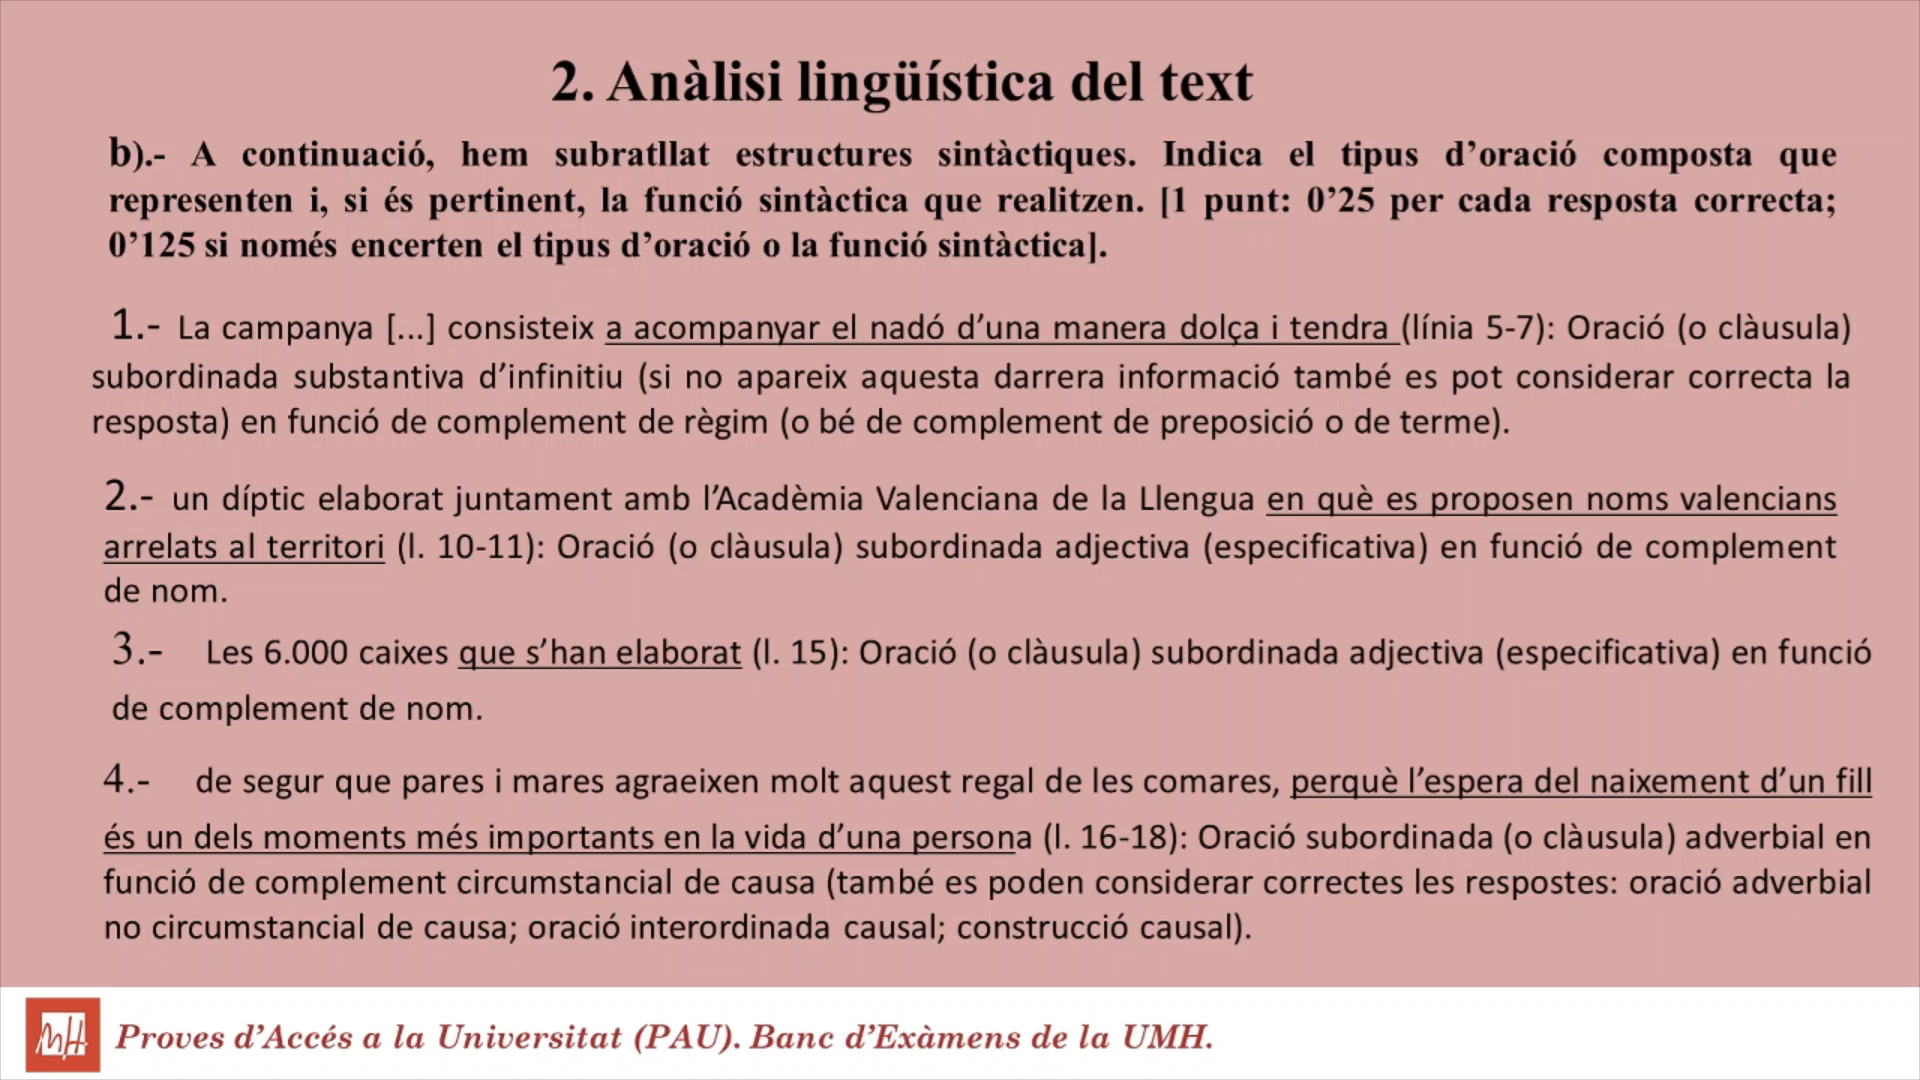 2. Anàlisi lingüística del text
b).- A continuació, hem subratllat estructures sintàctiques. Indica el tipus d’oració composta que
representen i, si és pertinent, la funció sintàctica que realitzen. [1 punt: 0’25 per cada resposta correcta;
0’125 si només encerten el tipus d’oració o la funció sintàctica].
1.- La campanya [...] consisteix a acompanyar el nadó d’una manera dolça i tendra (línia 5-7): Oració (o clàusula)
subordinada substantiva d’infinitiu (si no apareix aquesta darrera informació també es pot considerar correcta la
resposta) en funció de complement de règim (o bé de complement de preposició o de terme).
2.- un díptic elaborat juntament amb l’Acadèmia Valenciana de la Llengua en què es proposen noms valencians
arrelats al territori (l. 10-11): Oració (o clàusula) subordinada adjectiva (especificativa) en funció de complement
de nom.
3.- Les 6.000 caixes que s’han elaborat (l. 15): Oració (o clàusula) subordinada adjectiva (especificativa) en funció
de complement de nom.
4.- de segur que pares i mares agraeixen molt aquest regal de les comares, perquè l’espera del naixement d’un fill
és un dels moments més importants en la vida d’una persona (l. 16-18): Oració subordinada (o clàusula) adverbial en
funció de complement circumstancial de causa (també es poden considerar correctes les respostes: oració adverbial
no circumstancial de causa; oració interordinada causal; construcció causal).
MH Proves d’Accés a la Universitat (PAU). Banc d’Exàmens de la UMH.